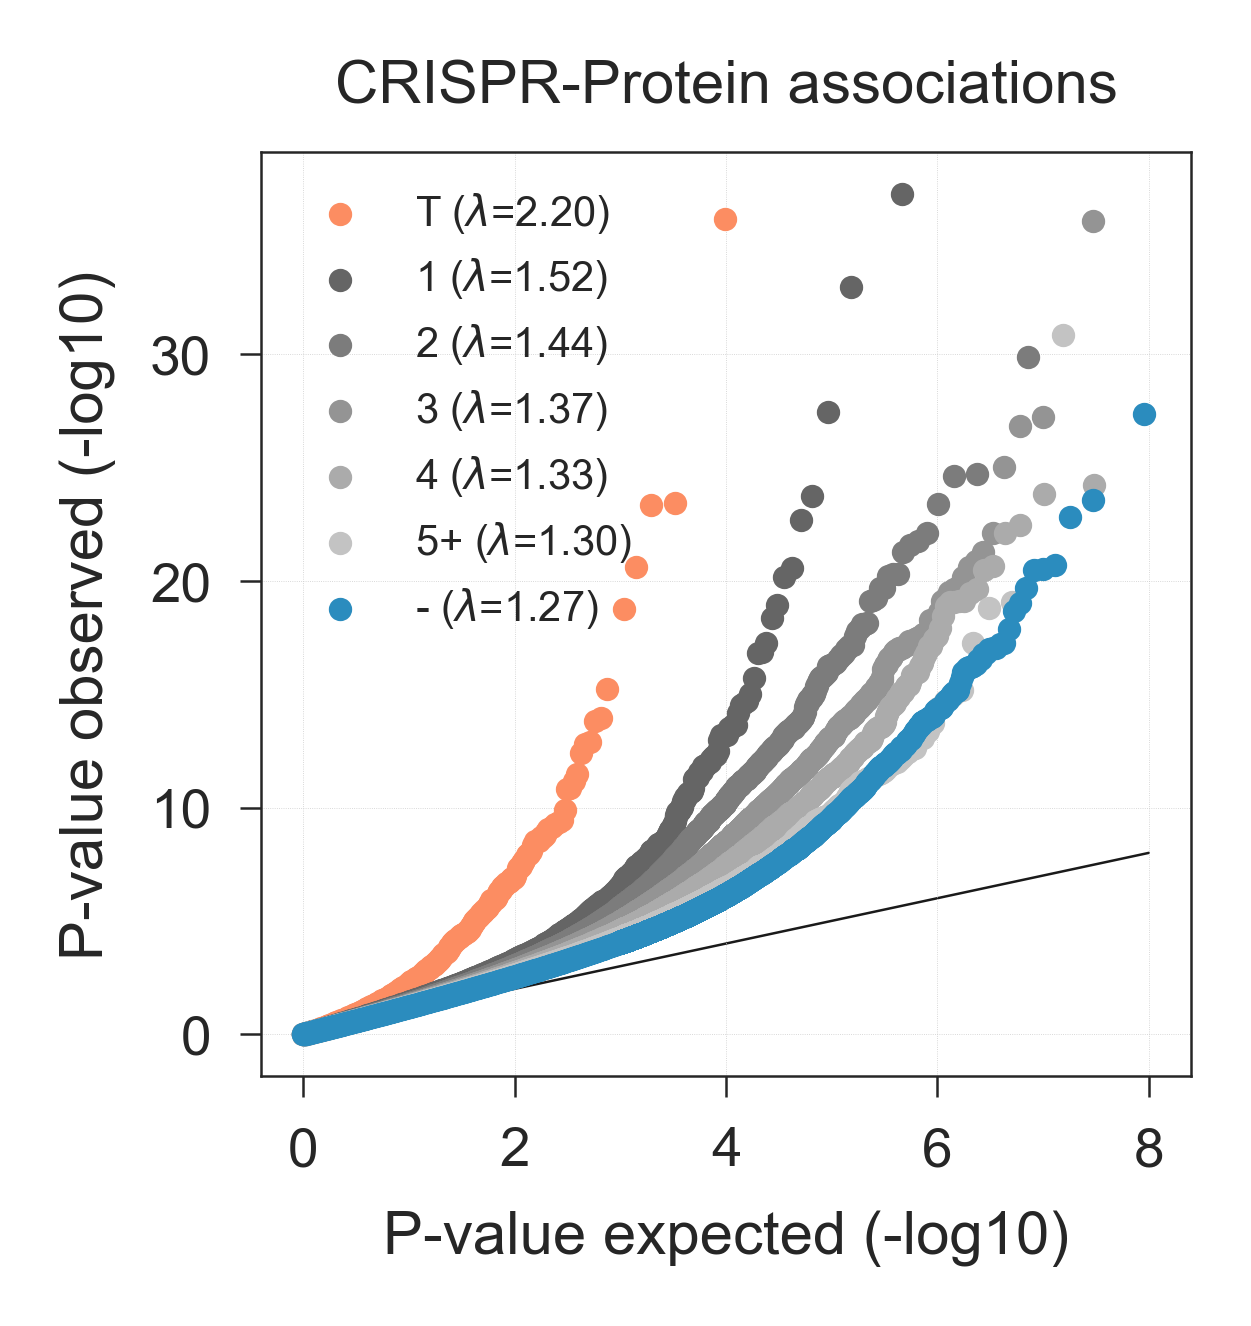 CRISPR-Protein associations
P-value observed (-log10)
30
20
10
0
T (λ=2.20)
1 (λ=1.52)
2 (λ=1.44)
3 (λ=1.37)
4 (λ=1.33)
5+ (λ=1.30)
- (λ=1.27)
0 2 4 6 8
P-value expected (-log10)